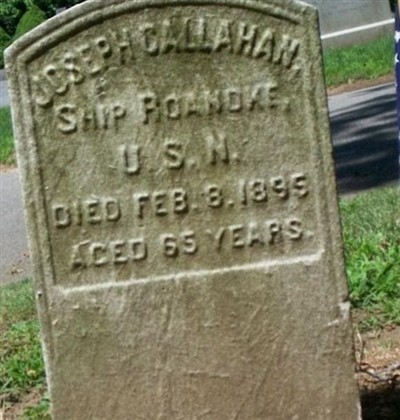 JOSEPH CALLAHAN,
SHIP ROANOKE,
U.S.N.
DIED FEB. 8. 1895
AGED 65 YEARS.